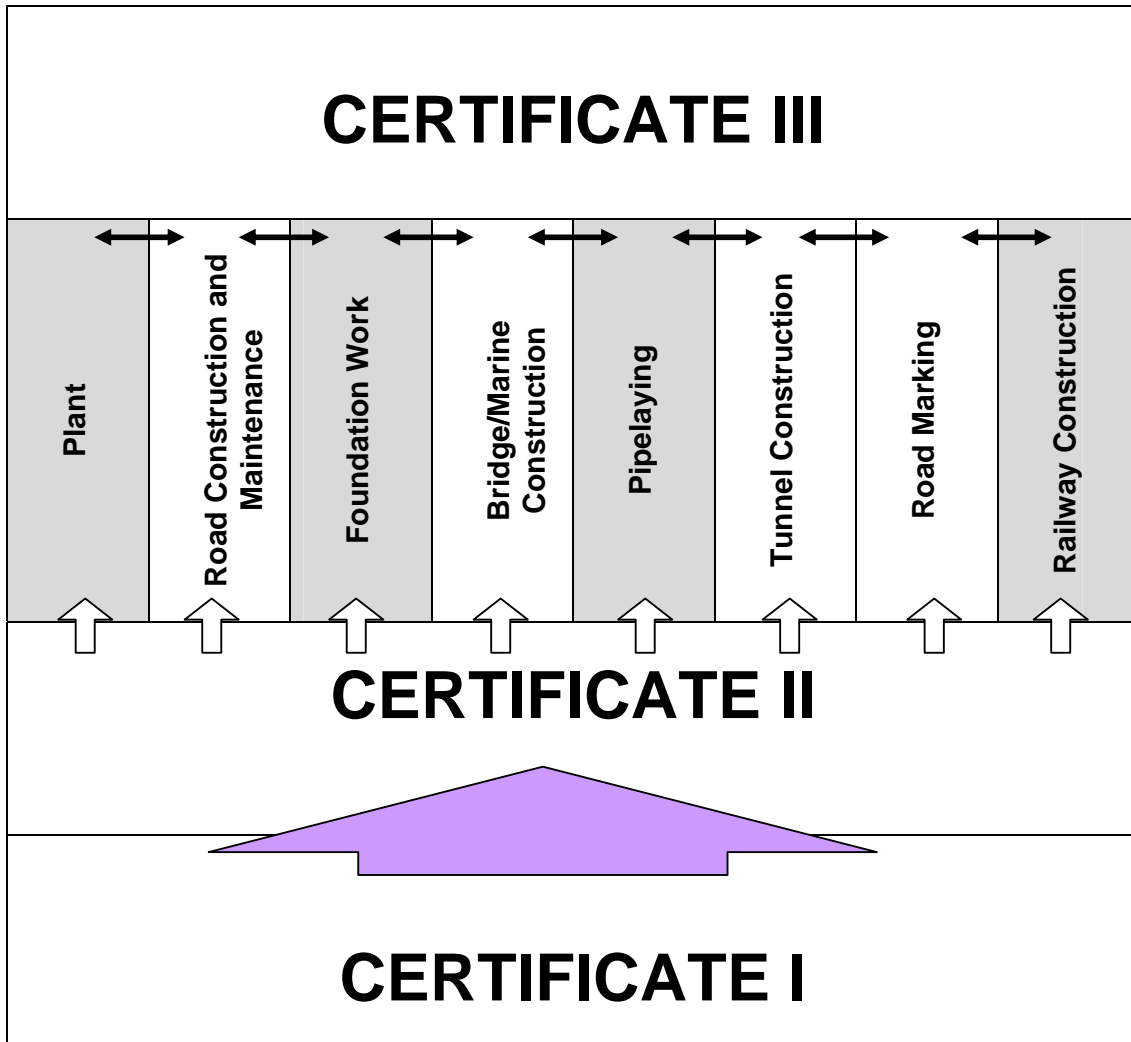 CERTIFICATE III
Plant
Road Construction and
Maintenance
Foundation Work
Bridge/Marine
Construction
Pipelaying
Tunnel Construction
Road Marking
Railway Construction
CERTIFICATE II
CERTIFICATE I